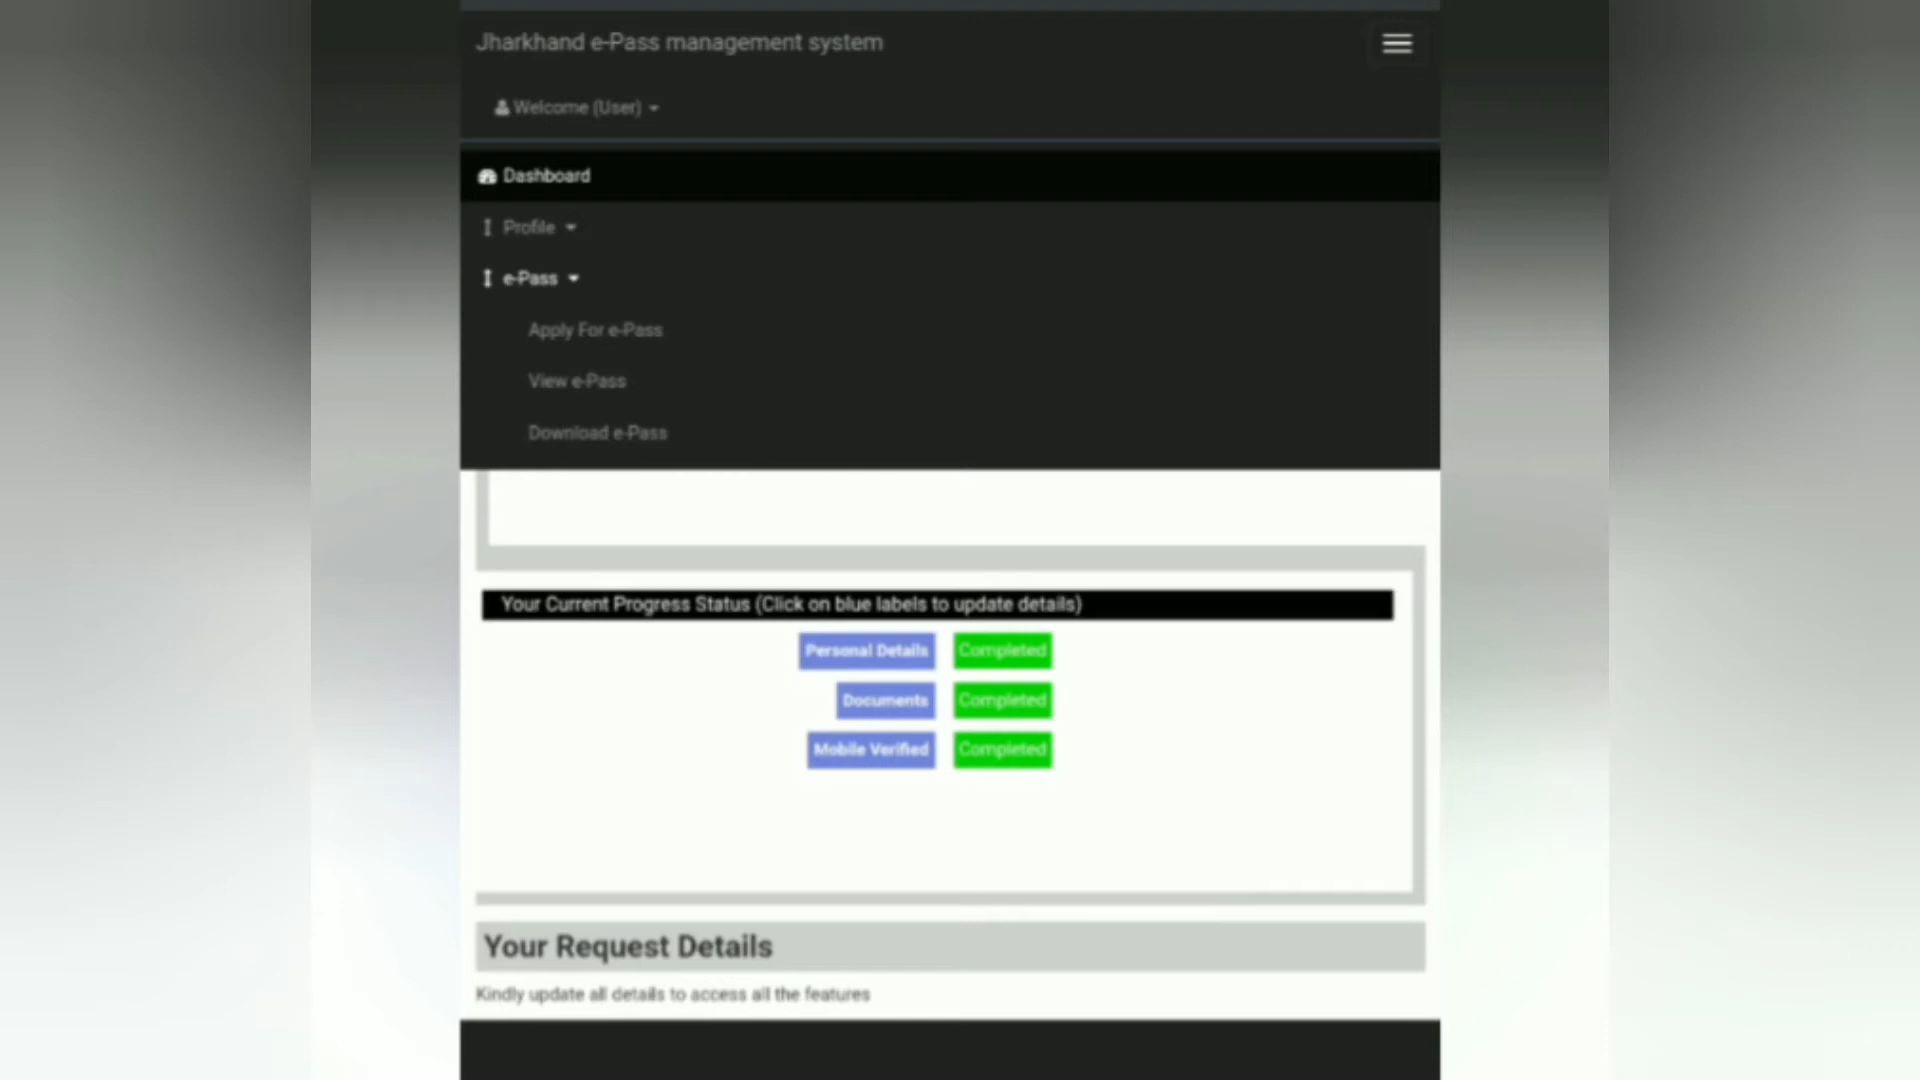 Jharkhand e-Pass management system
Welcome (User)
Dashboard
Profile
e-Pass
Apply For e-Pass
View e-Pass
Download e-Pass
Your Current Progress Status (Click on blue labels to update details)
Personal Details Completed
Documents Completed
Mobile Verified Completed
Your Request Details
Kindly update all details to access all the features